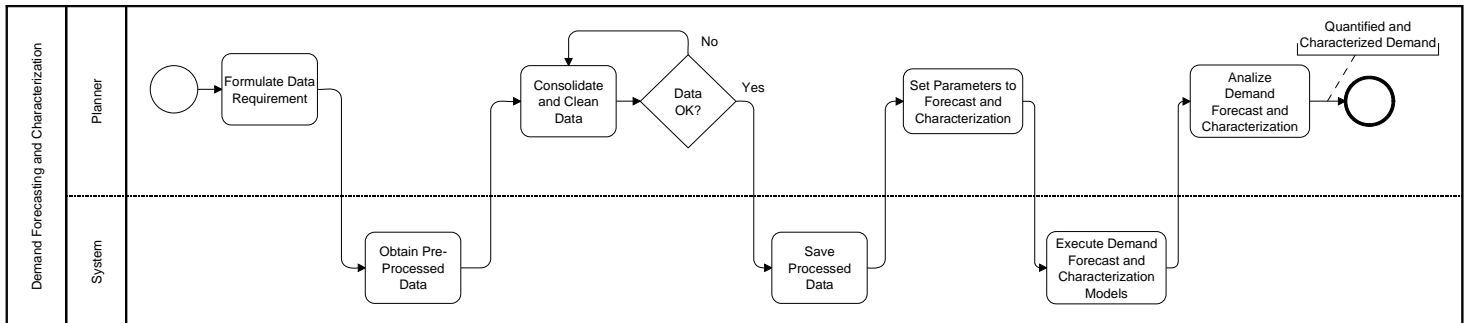 Demand Forecasting and Characterization
Planner
System
Formulate Data
Requirement
Obtain Pre-
Processed
Data
Consolidate
and Clean
Data
No
Data
OK?
Yes
Save
Processed
Data
Set Parameters to
Forecast and
Characterization
Execute Demand
Forecast and
Characterization
Models
Analize
Demand
Forecast and
Characterization
Quantified and
Characterized Demand